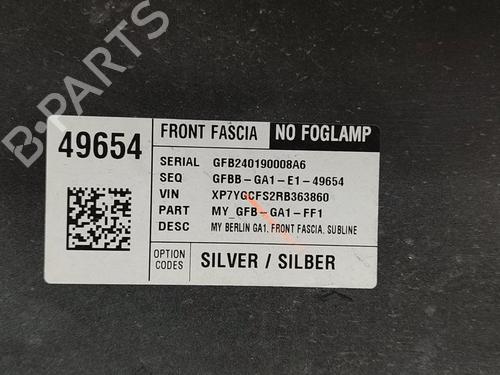 B-PARTS
49654
FRONT FASCIA NO FOGLAMP
SERIAL GFB240190008A6
SEQ GFBB-GA1-E1-49654
VIN XP7YGCFS2RB363860
PART MY_GFB-GA1-FF1
DESC MY BERLIN GA1, FRONT FASCIA, SUBLINE
OPTION CODES SILVER / SILBER